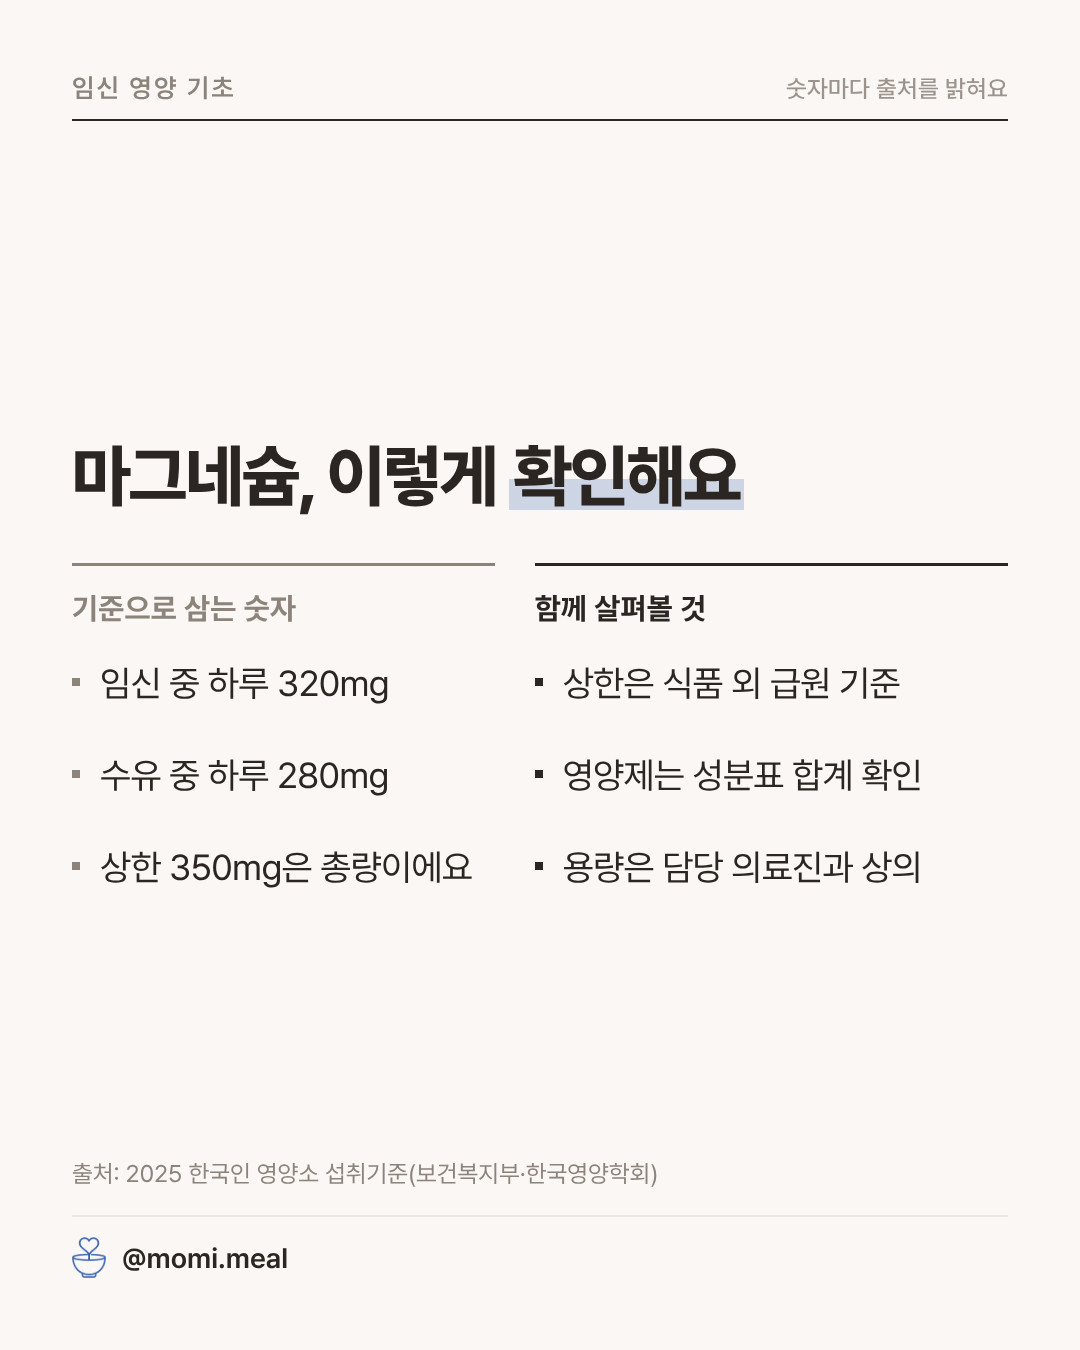 임신 영양 기초
숫자마다 출처를 밝혀요
마그네슘, 이렇게 확인해요
기준으로 삼는 숫자
임신 중 하루 320mg
수유 중 하루 280mg
상한 350mg은 총량이에요
함께 살펴볼 것
상한은 식품 외 급원 기준
영양제는 성분표 합계 확인
용량은 담당 의료진과 상의
출처: 2025 한국인 영양소 섭취기준(보건복지부·한국영양학회)
@momi.meal